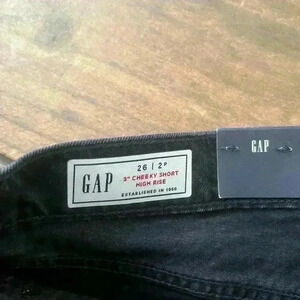 GAP
26 | 2P
3" CHEEKY SHORT
HIGH RISE
ESTABLISHED IN 1969
GAP